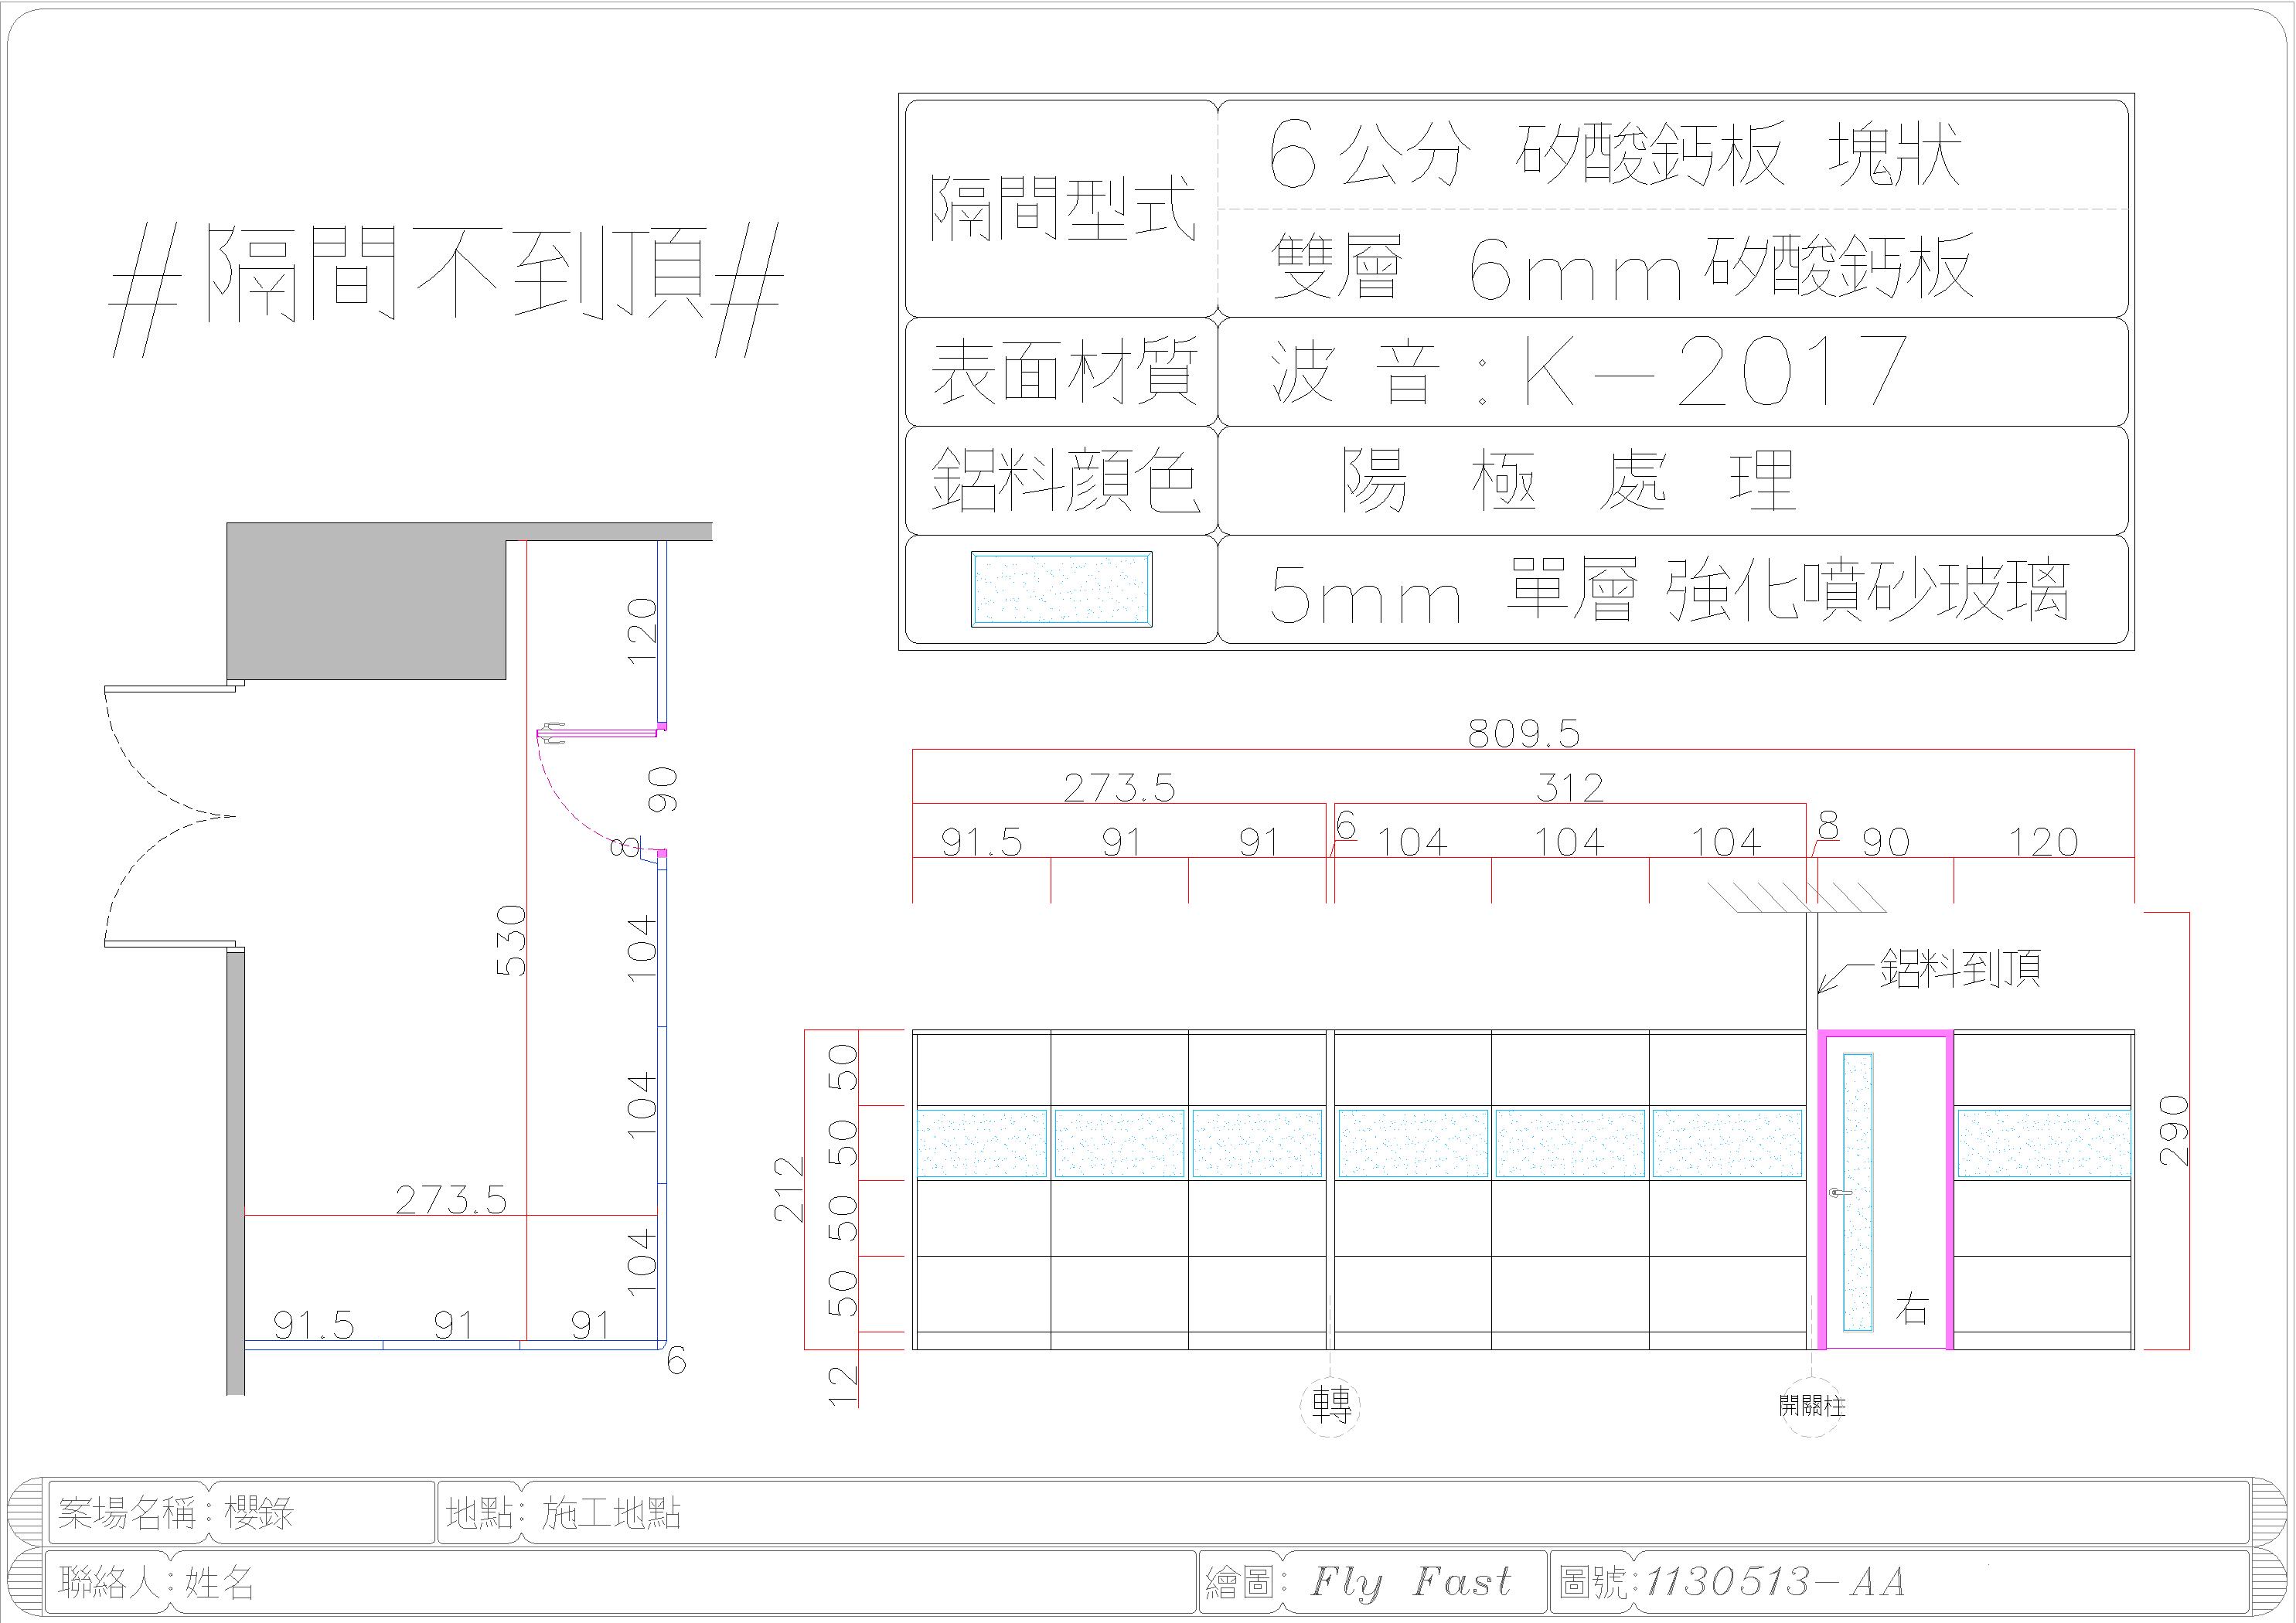 #隔間不到頂#
隔間型式
6公分 矽酸鈣板 塊狀
雙層 6mm矽酸鈣板
表面材質
波音:K-2017
鋁料顏色
陽極處理
5mm 單層 強化噴砂玻璃
120
90
8
530
104
104
104
273.5
91.5 91 91
6
809.5
273.5 312
91.5 91 91 6 104 104 104 8 90 120
鋁料到頂
212
50
50
50
50
12
290
右
轉
開關柱
案場名稱:櫻錄
地點:施工地點
聯絡人:姓名
繪圖:Fly Fast
圖號:1130513-AA